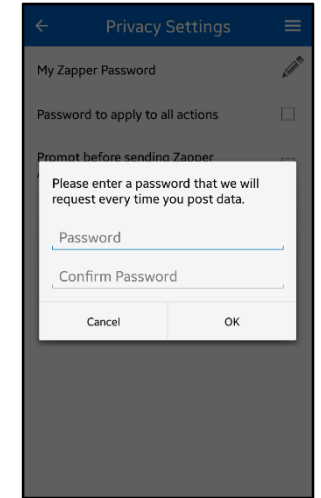 Privacy Settings
My Zapper Password
Password to apply to all actions
Prompt before sending Zapper
Please enter a password that we will
request every time you post data.
Password
Confirm Password
Cancel OK